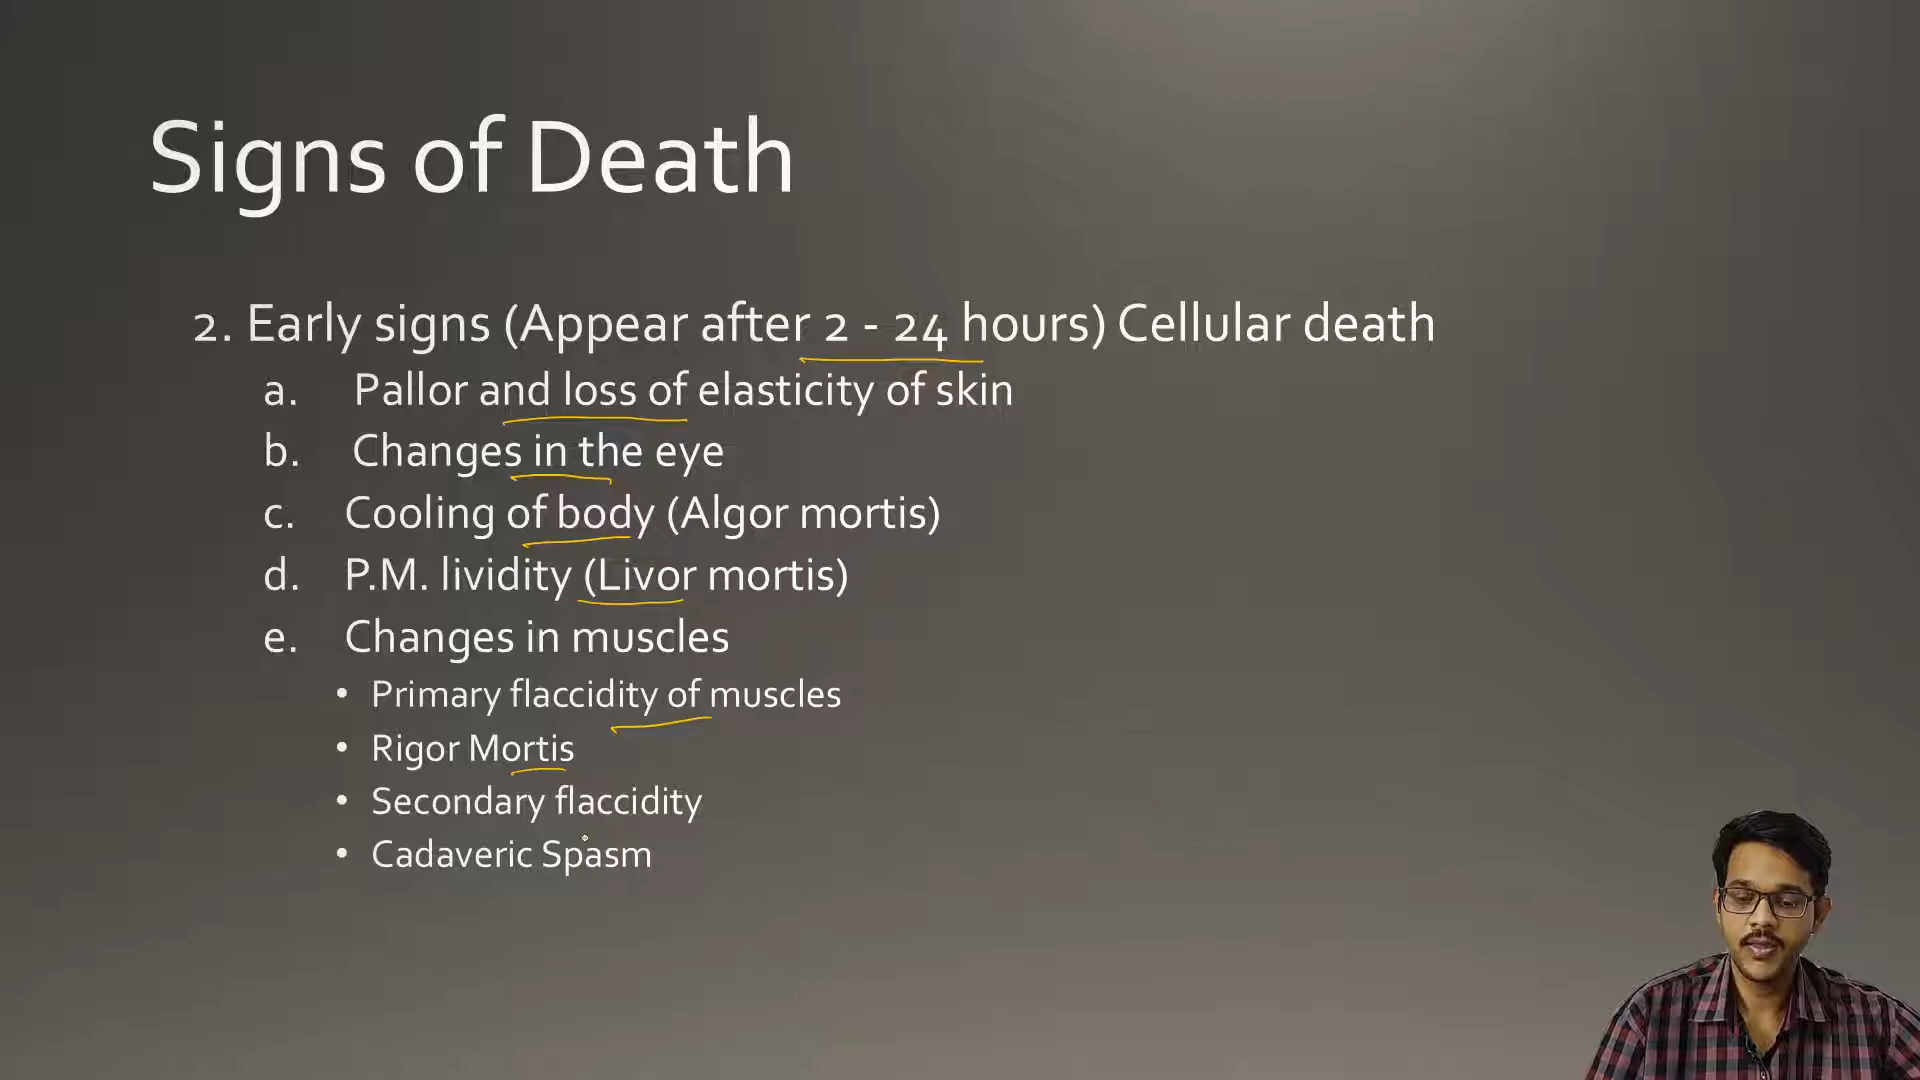 Signs of Death
2. Early signs (Appear after 2 - 24 hours) Cellular death
a. Pallor and loss of elasticity of skin
b. Changes in the eye
c. Cooling of body (Algor mortis)
d. P.M. lividity (Livor mortis)
e. Changes in muscles
• Primary flaccidity of muscles
• Rigor Mortis
• Secondary flaccidity
• Cadaveric Spasm